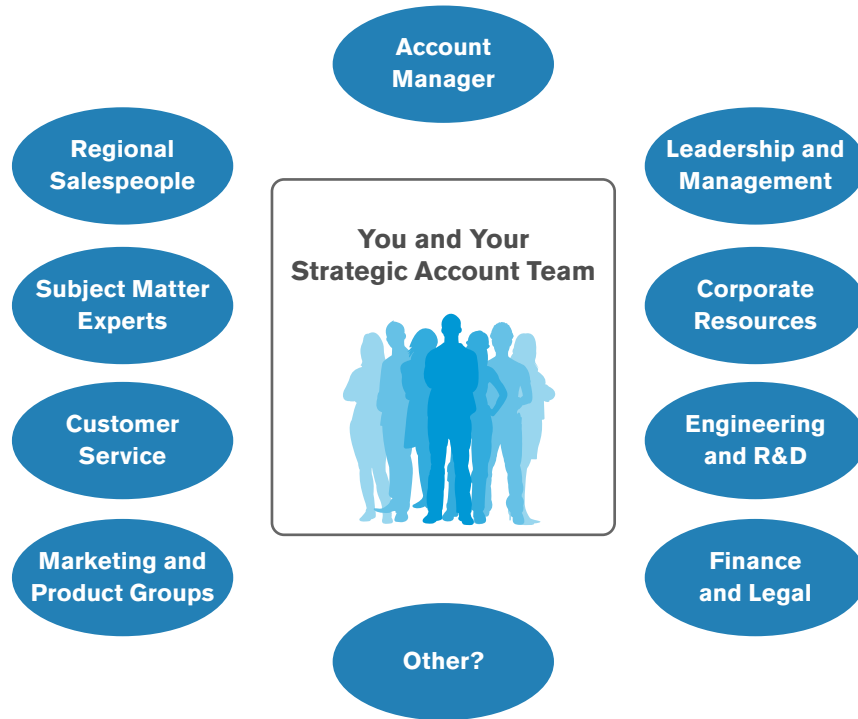 Account
Manager
Regional
Salespeople
Leadership and
Management
You and Your
Strategic Account Team
Subject Matter
Experts
Corporate
Resources
Customer
Service
Engineering
and R&D
Marketing and
Product Groups
Finance
and Legal
Other?